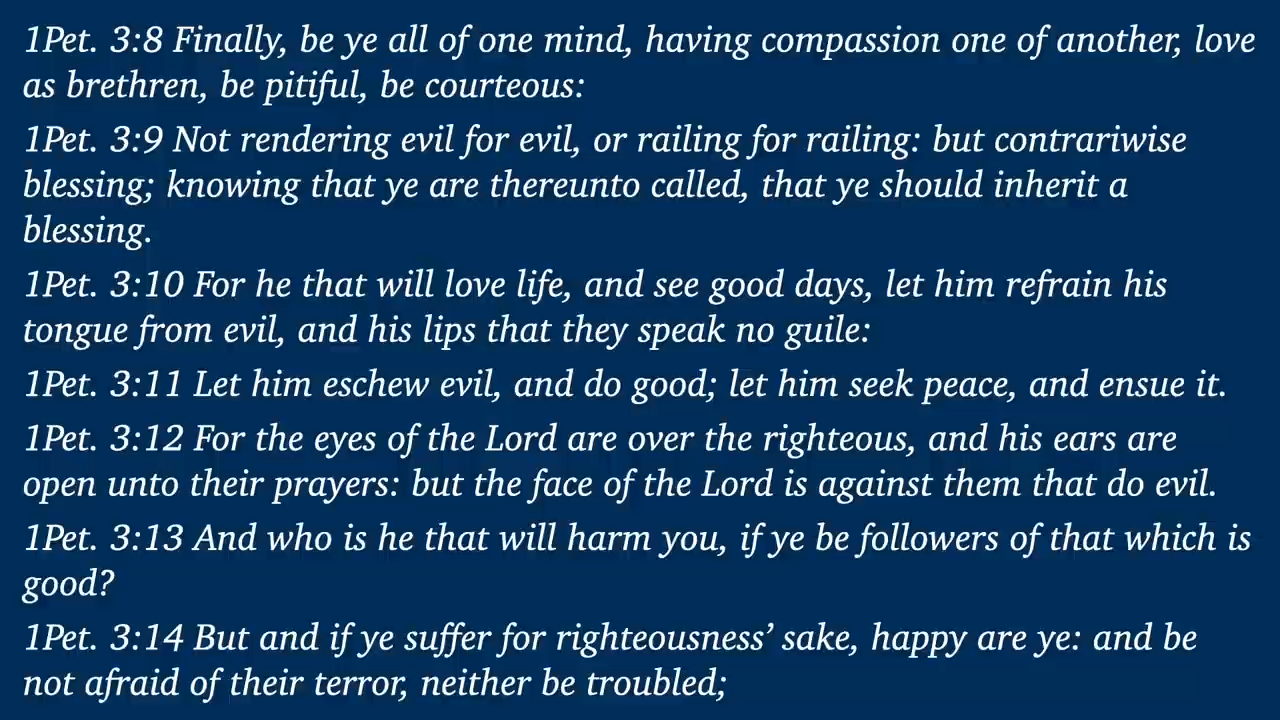 1Pet. 3:8 Finally, be ye all of one mind, having compassion one of another, love
as brethren, be pitiful, be courteous:
1Pet. 3:9 Not rendering evil for evil, or railing for railing: but contrariwise
blessing; knowing that ye are thereunto called, that ye should inherit a
blessing.
1Pet. 3:10 For he that will love life, and see good days, let him refrain his
tongue from evil, and his lips that they speak no guile:
1Pet. 3:11 Let him eschew evil, and do good; let him seek peace, and ensue it.
1Pet. 3:12 For the eyes of the Lord are over the righteous, and his ears are
open unto their prayers: but the face of the Lord is against them that do evil.
1Pet. 3:13 And who is he that will harm you, if ye be followers of that which is
good?
1Pet. 3:14 But and if ye suffer for righteousness’ sake, happy are ye: and be
not afraid of their terror, neither be troubled;